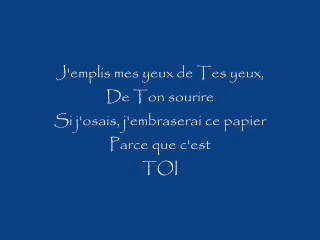 J'emplis mes yeux de Tes yeux,
De Ton sourire
Si j'osais, j'embraserai ce papier
Parce que c'est
TOI